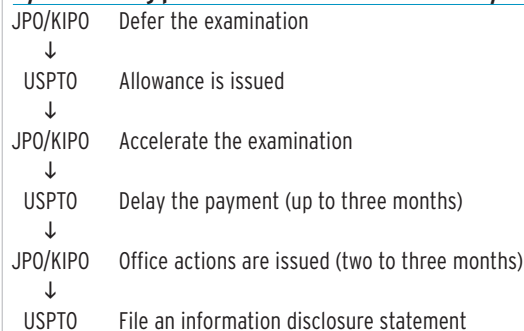 JPO/KIPO Defer the examination
↓
USPTO Allowance is issued
↓
JPO/KIPO Accelerate the examination
↓
USPTO Delay the payment (up to three months)
↓
JPO/KIPO Office actions are issued (two to three months)
↓
USPTO File an information disclosure statement